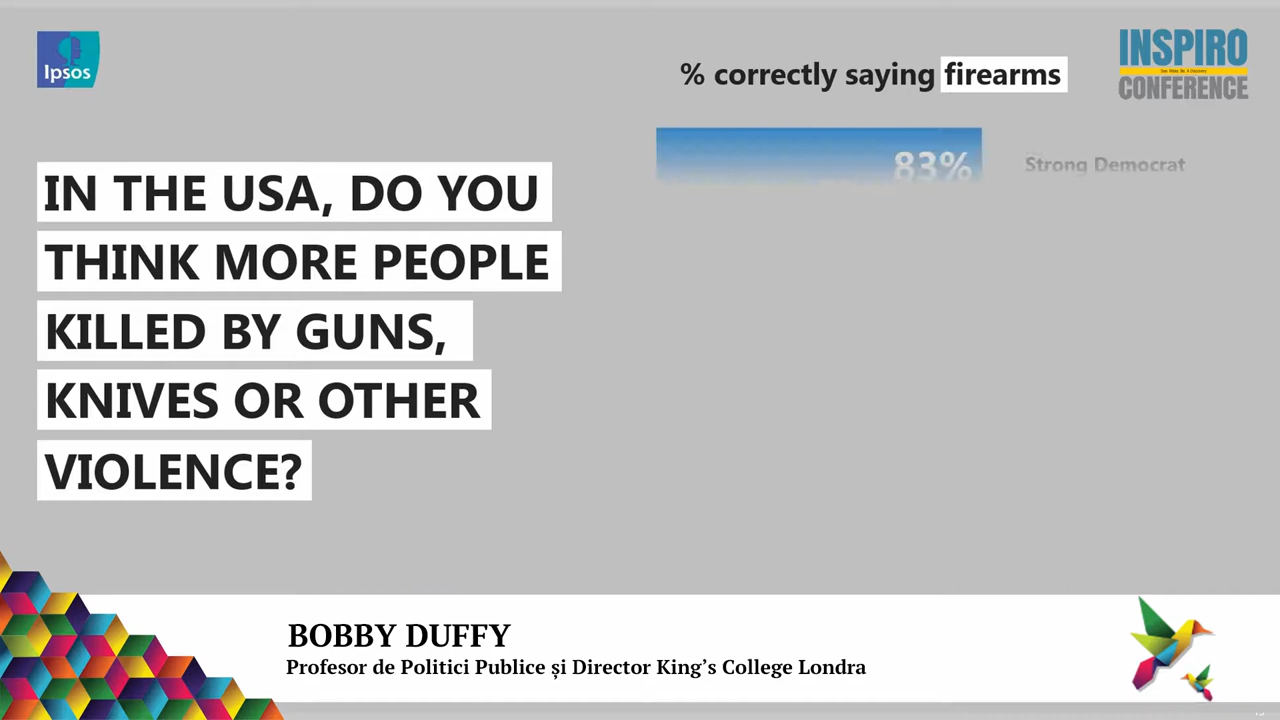 Ipsos
% correctly saying firearms
INSPIRO
CONFERENCE
83%
Strong Democrat
IN THE USA, DO YOU
THINK MORE PEOPLE
KILLED BY GUNS,
KNIVES OR OTHER
VIOLENCE?
BOBBY DUFFY
Profesor de Politici Publice și Director King's College Londra